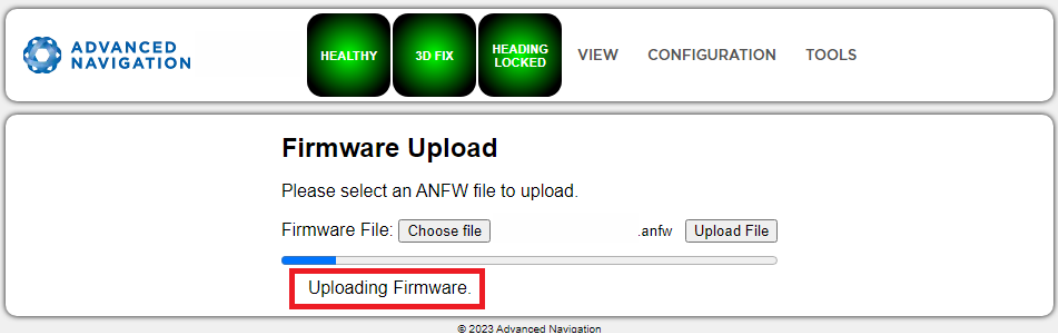 ADVANCED
NAVIGATION
HEALTHY
3D FIX
HEADING
LOCKED
VIEW
CONFIGURATION
TOOLS
Firmware Upload
Please select an ANFW file to upload.
Firmware File: Choose file .anfw Upload File
Uploading Firmware.
© 2023 Advanced Navigation